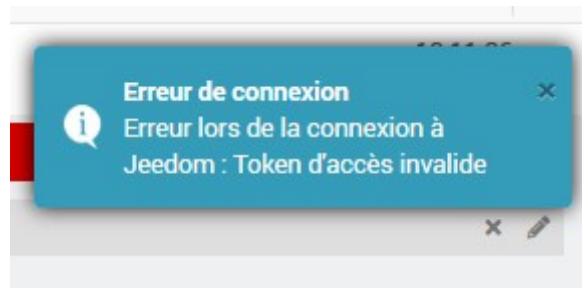 Erreur de connexion
Erreur lors de la connexion à
Jeedom : Token d'accès invalide